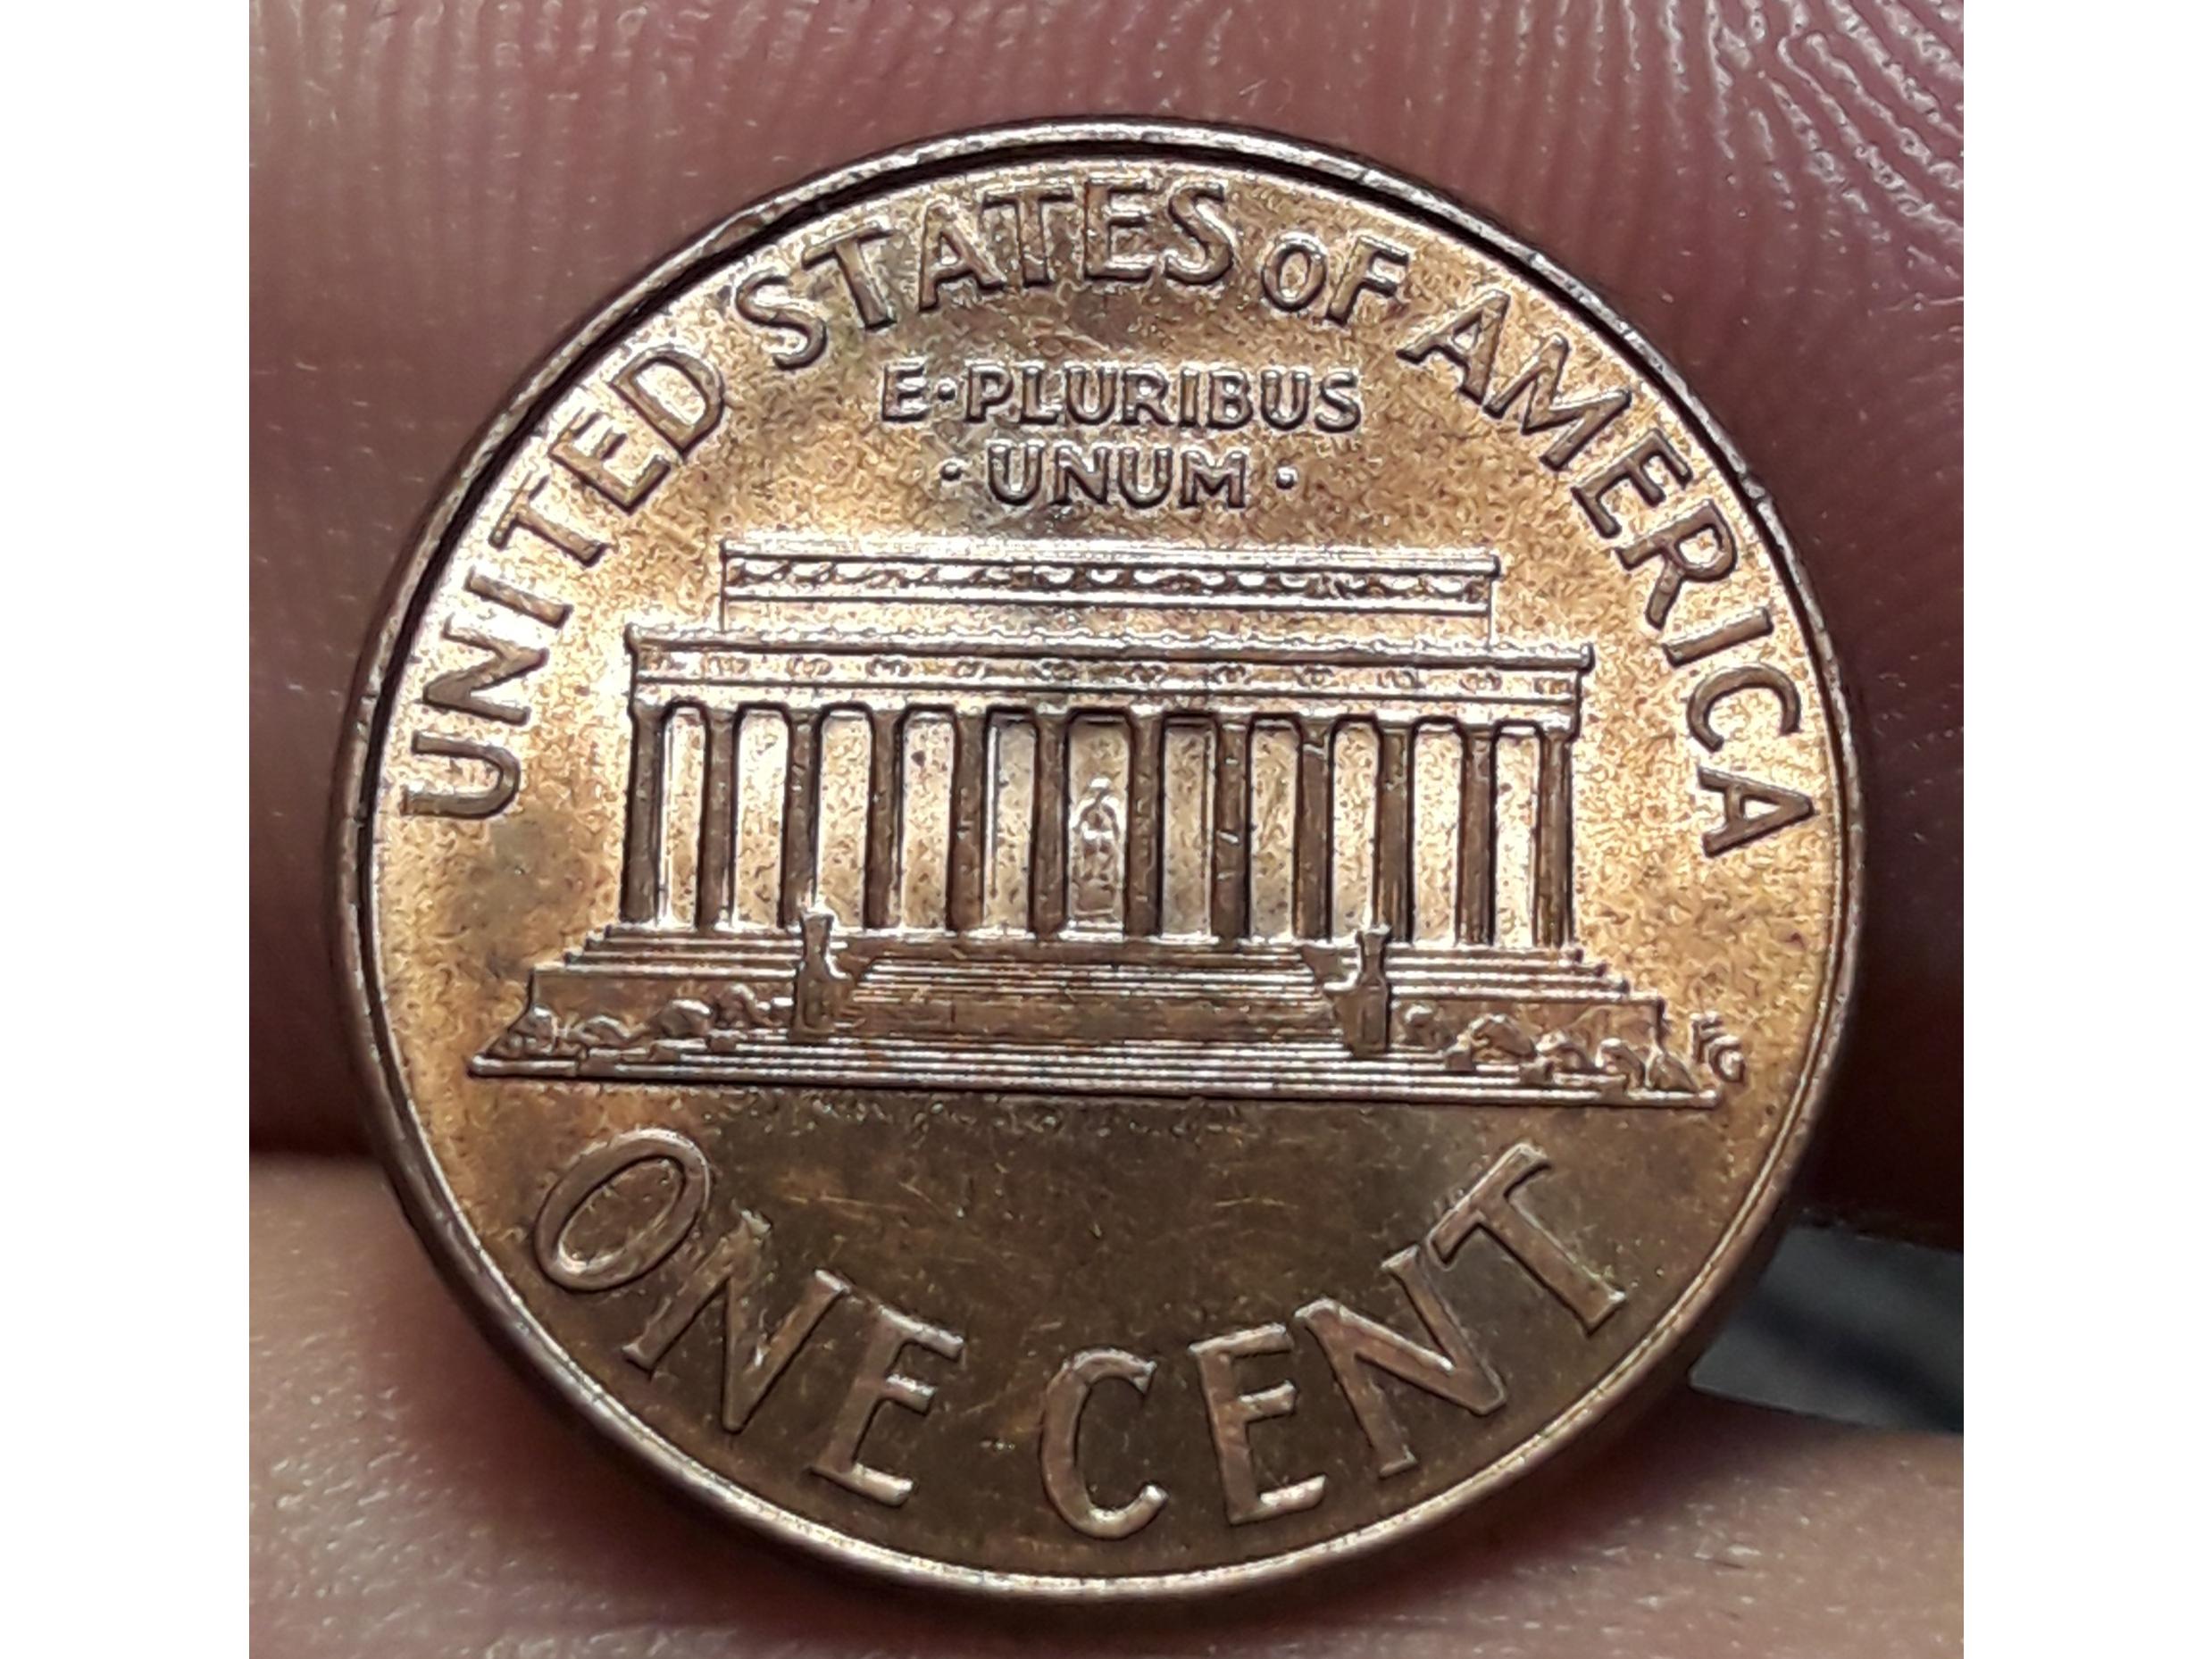 UNITED STATES OF AMERICA
E·PLURIBUS
·UNUM·
FG
ONE CENT